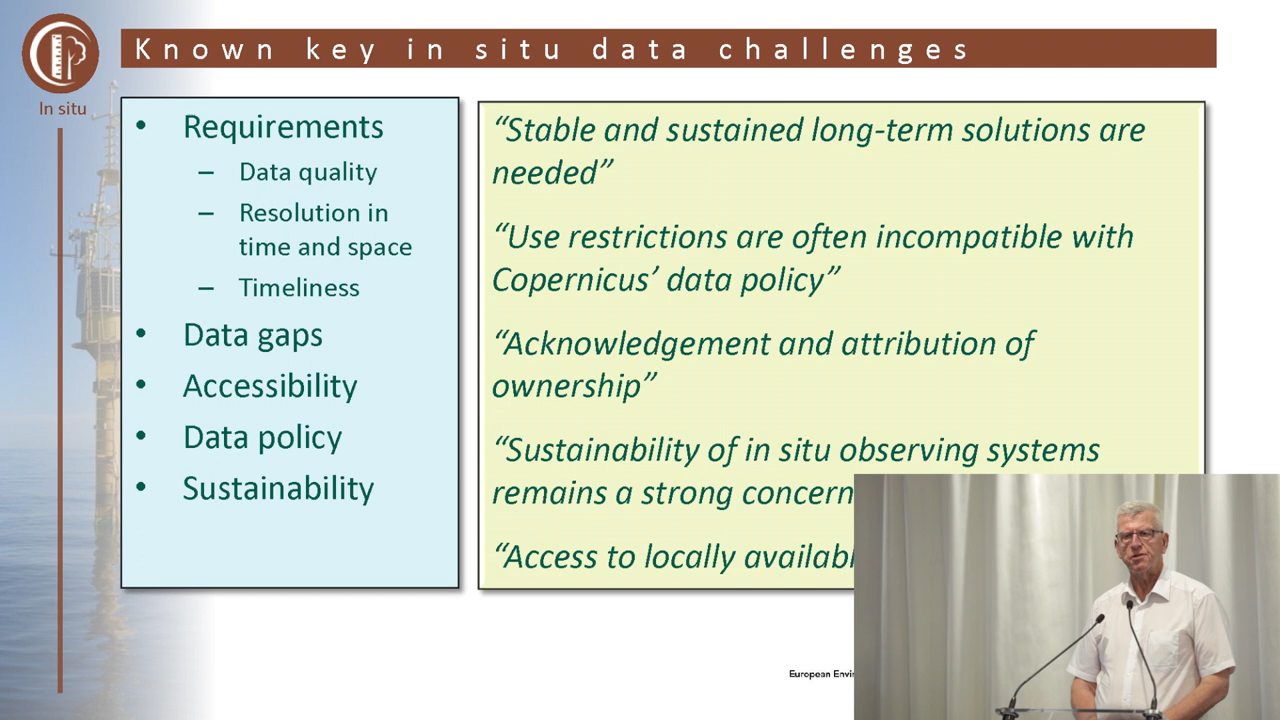 Known key in situ data challenges
In situ
• Requirements
– Data quality
– Resolution in
time and space
– Timeliness
• Data gaps
• Accessibility
• Data policy
• Sustainability
“Stable and sustained long-term solutions are
needed”
“Use restrictions are often incompatible with
Copernicus’ data policy”
“Acknowledgement and attribution of
ownership”
“Sustainability of in situ observing systems
remains a strong concern
“Access to locally
European